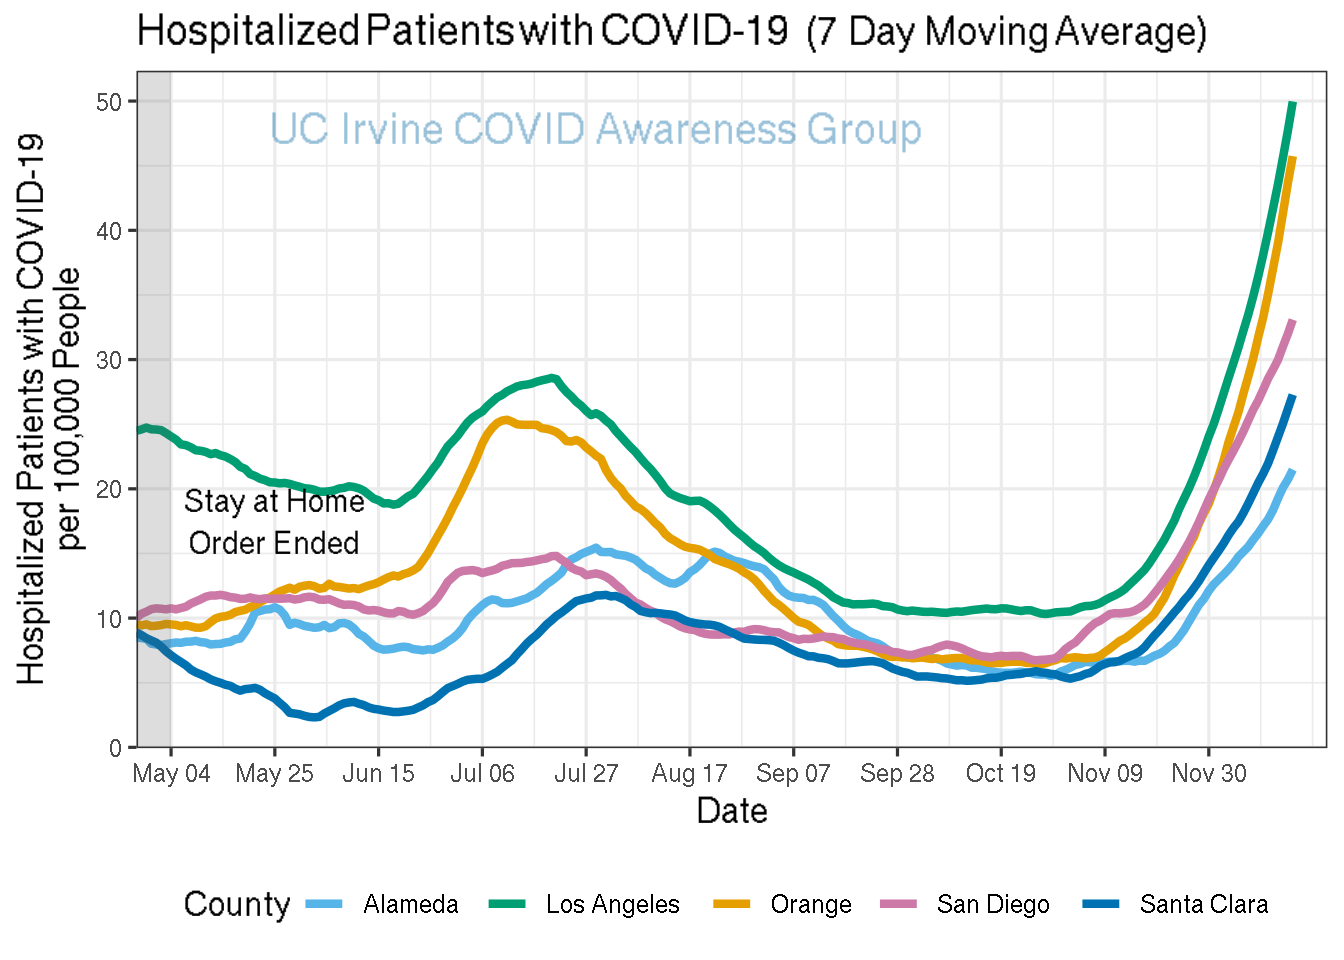 Hospitalized Patients with COVID-19 (7 Day Moving Average)
UC Irvine COVID Awareness Group
Hospitalized Patients with COVID-19
per 100,000 People
50
40
30
20
10
0
Stay at Home
Order Ended
May 04 May 25 Jun 15 Jul 06 Jul 27 Aug 17 Sep 07 Sep 28 Oct 19 Nov 09 Nov 30
Date
County Alameda Los Angeles Orange San Diego Santa Clara